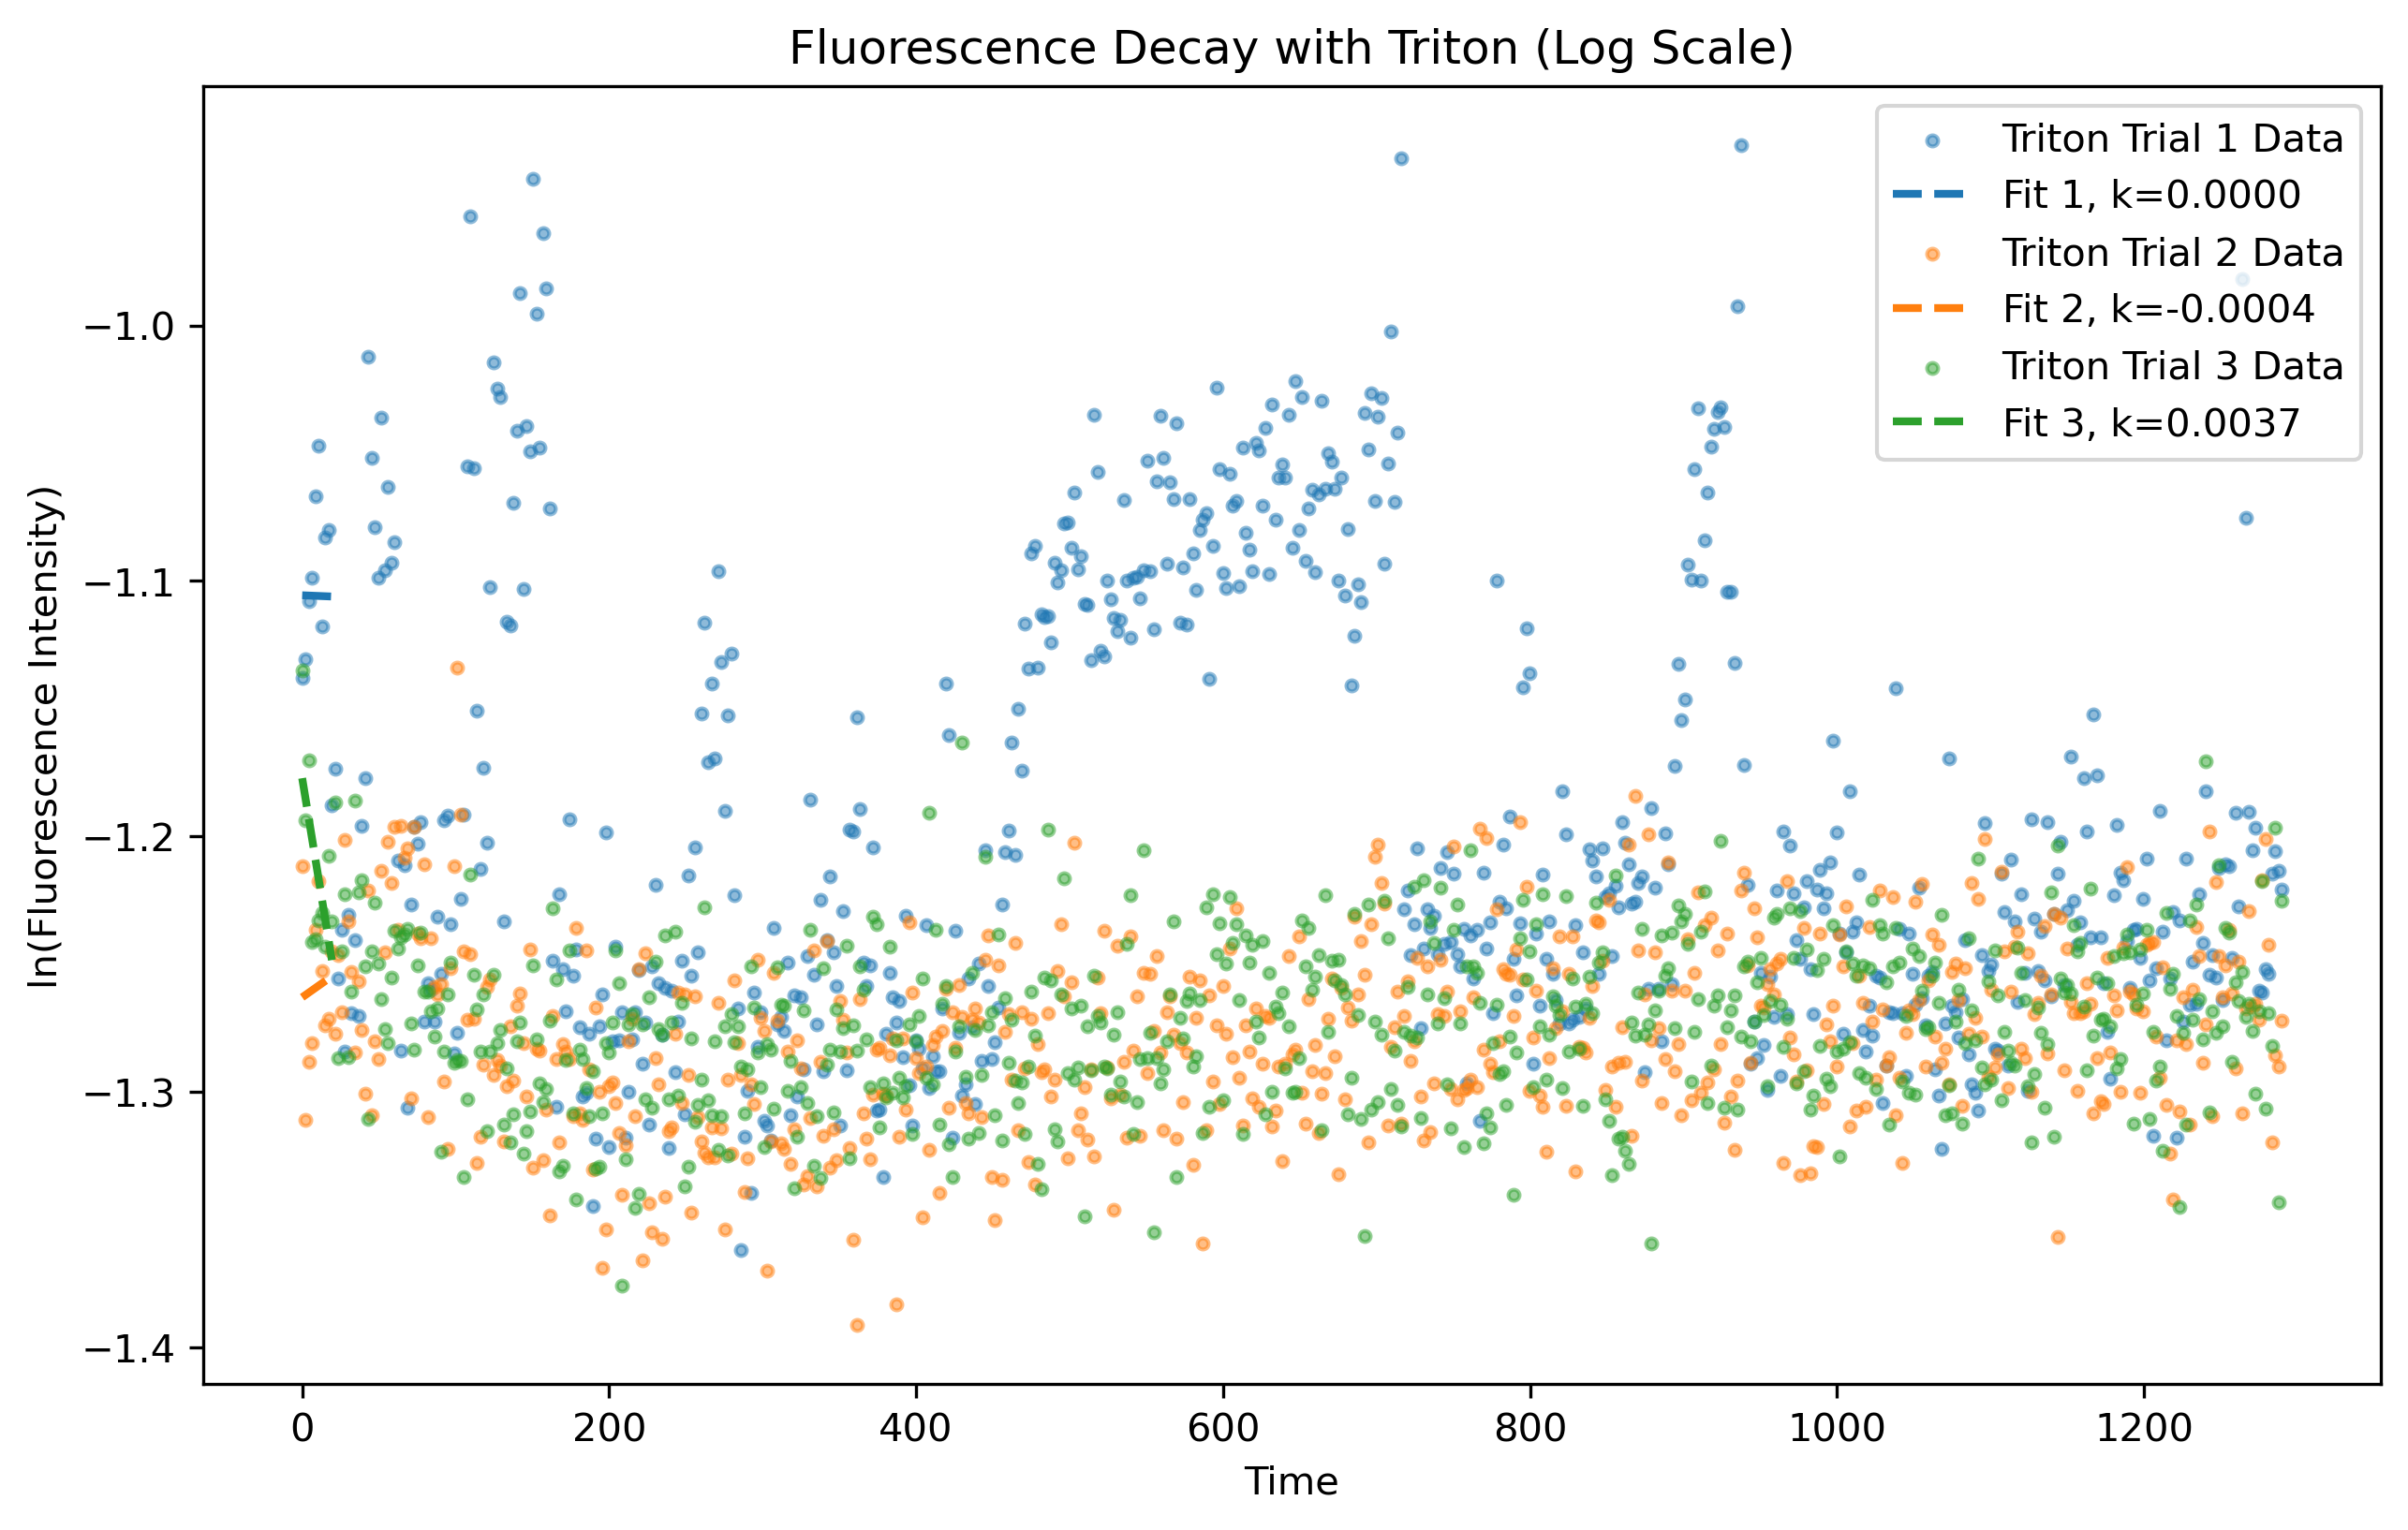 Fluorescence Decay with Triton (Log Scale)
Triton Trial 1 Data
Fit 1, k=0.0000
Triton Trial 2 Data
Fit 2, k=-0.0004
Triton Trial 3 Data
Fit 3, k=0.0037
ln(Fluorescence Intensity)
−1.0
−1.1
−1.2
−1.3
−1.4
0 200 400 600 800 1000 1200
Time